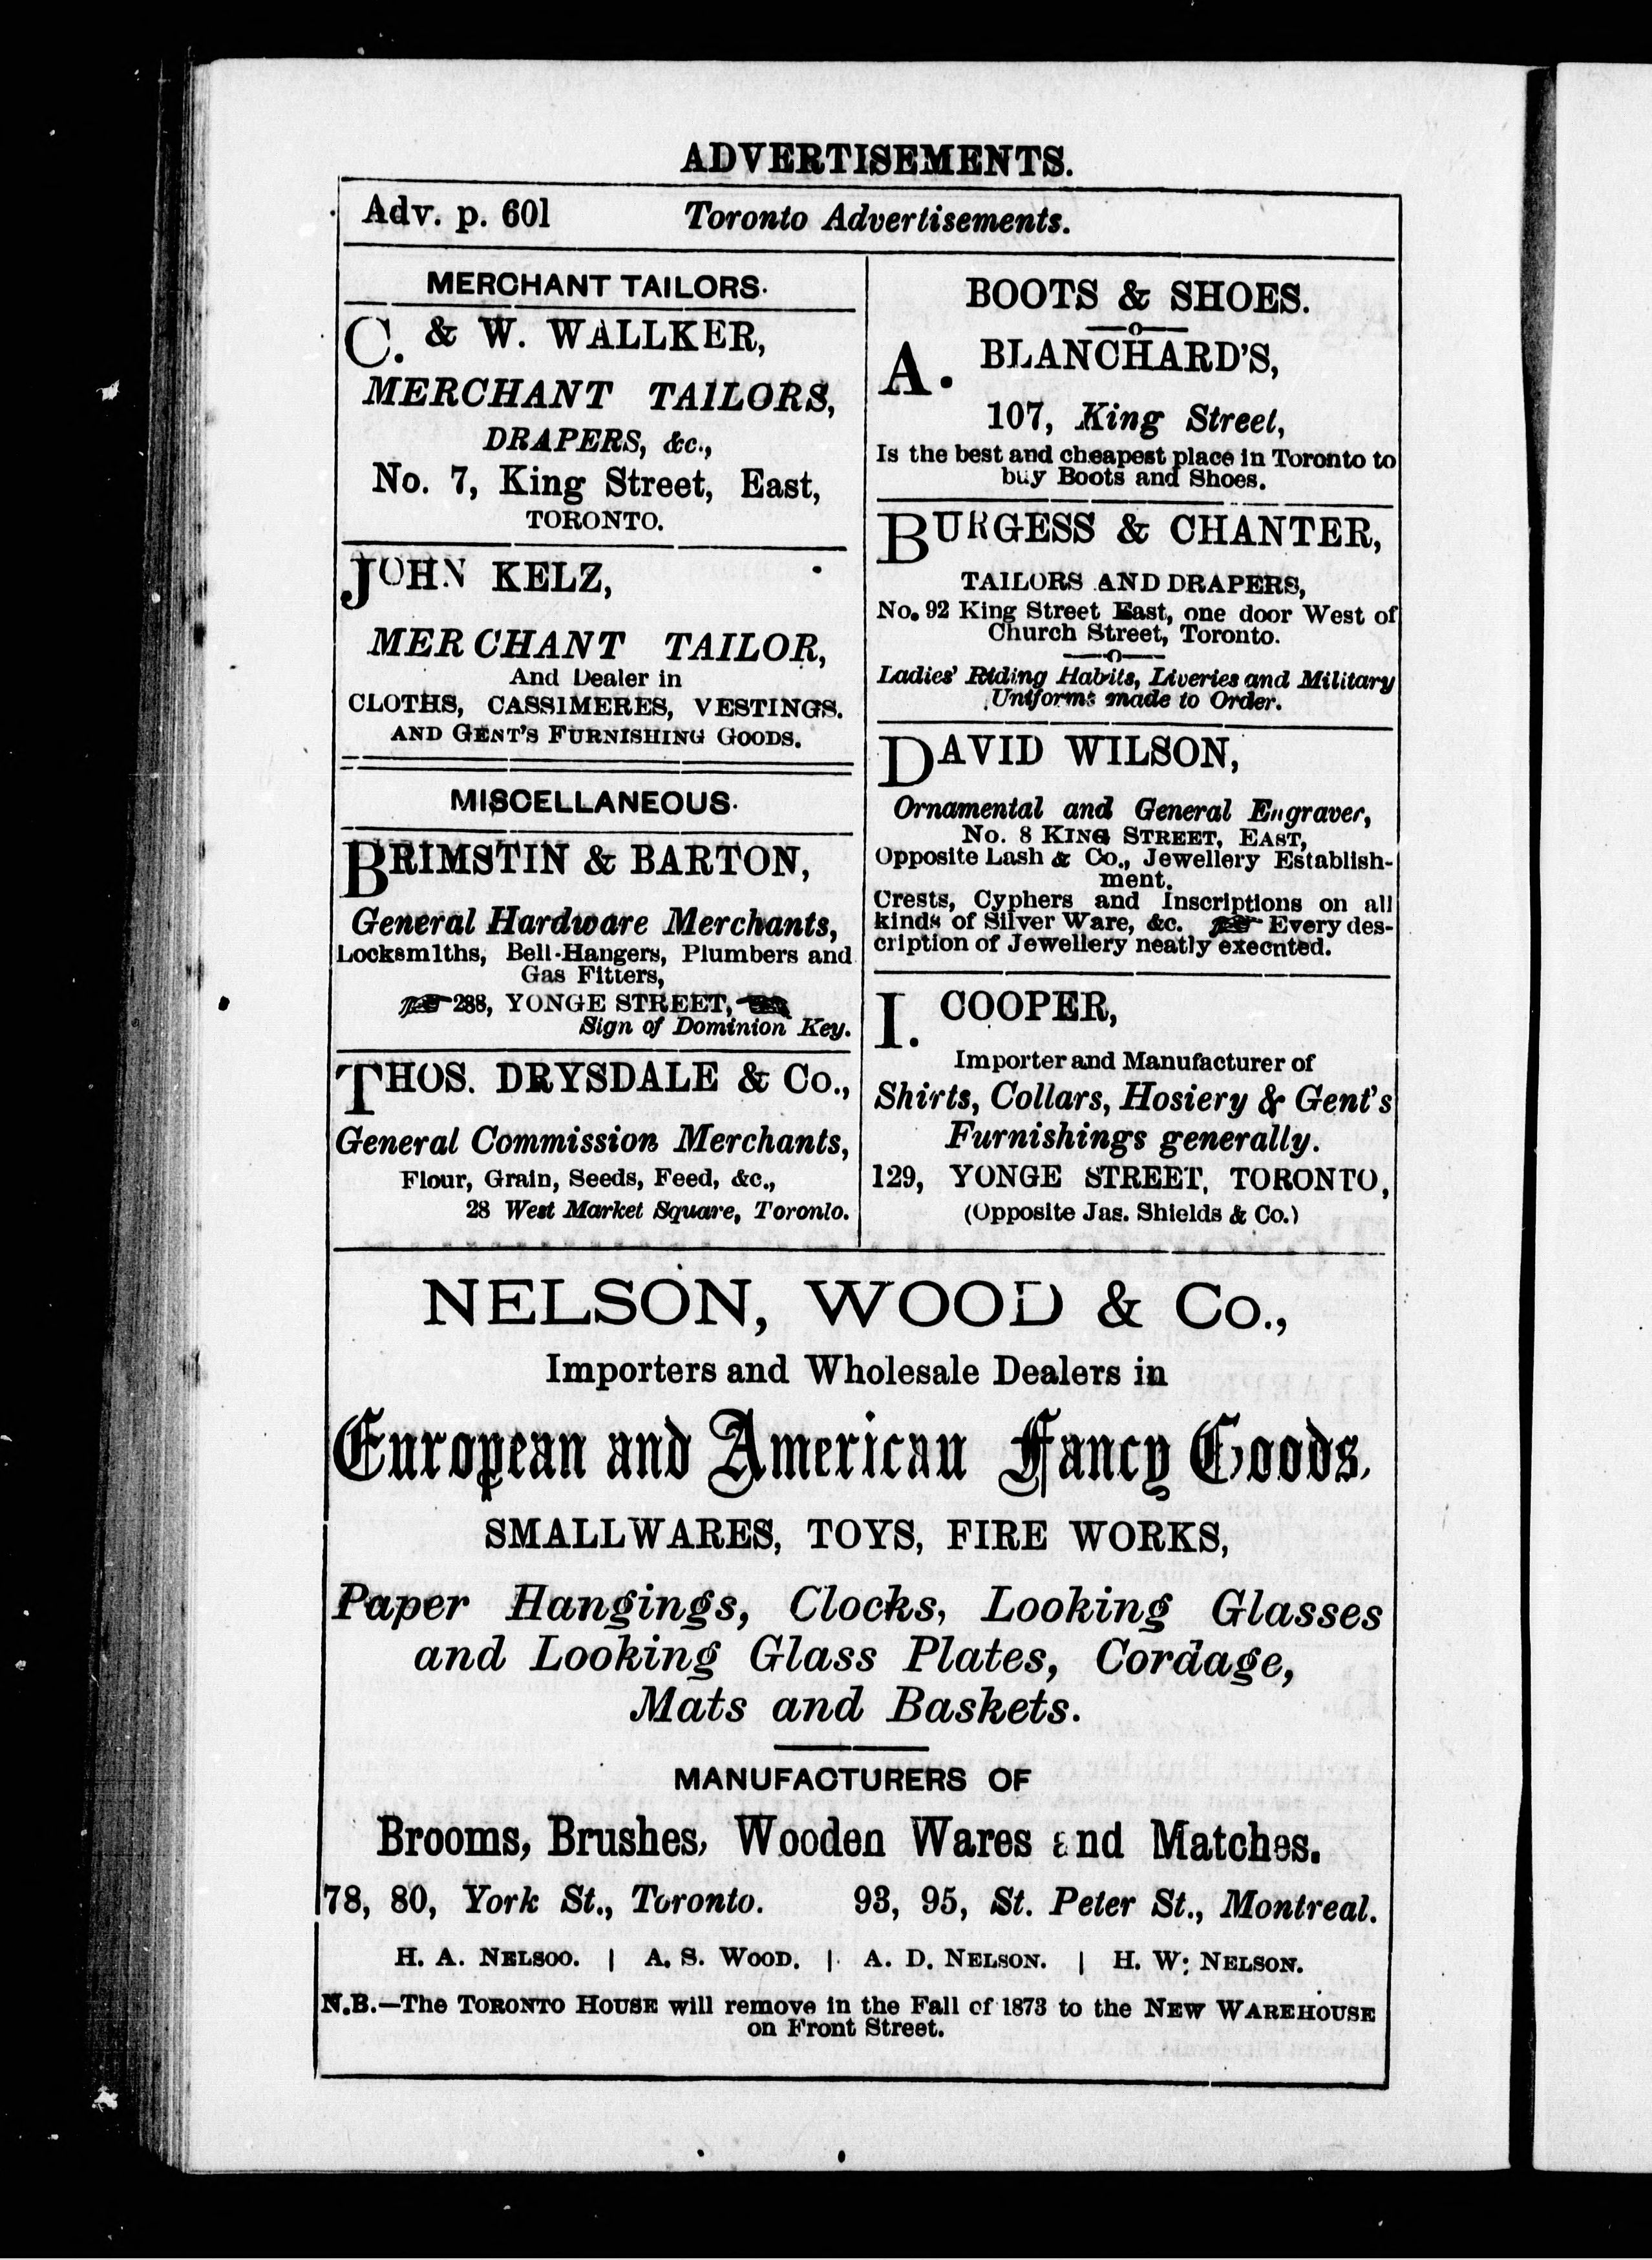 ADVERTISEMENTS.
Adv. p. 601 Toronto Advertisements.
MERCHANT TAILORS.
C. & W. WALLKER,
MERCHANT TAILORS,
DRAPERS, &c.,
No. 7, King Street, East,
TORONTO.
JOHN KELZ,
MERCHANT TAILOR,
And Dealer in
CLOTHS, CASSIMERES, VESTINGS.
AND GENT'S FURNISHING GOODS.
MISCELLANEOUS.
BRIMSTIN & BARTON,
General Hardware Merchants,
Locksmiths, Bell-Hangers, Plumbers and
Gas Fitters,
288, YONGE STREET,
Sign of Dominion Key.
THOS. DRYSDALE & Co.,
General Commission Merchants,
Flour, Grain, Seeds, Feed, &c.,
28 West Market Square, Toronto.
BOOTS & SHOES.
A. BLANCHARD'S,
107, King Street,
Is the best and cheapest place in Toronto to
buy Boots and Shoes.
BURGESS & CHANTER,
TAILORS AND DRAPERS,
No. 92 King Street East, one door West of
Church Street, Toronto.
Ladies' Riding Habits, Liveries and Military
Uniforms made to Order.
DAVID WILSON,
Ornamental and General Engraver,
No. 8 KING STREET, EAST,
Opposite Lash & Co., Jewellery Establish-
ment.
Crests, Cyphers and Inscriptions on all
kinds of Silver Ware, &c. Every des-
cription of Jewellery neatly execnted.
I. COOPER,
Importer and Manufacturer of
Shirts, Collars, Hosiery & Gent's
Furnishings generally.
129, YONGE STREET, TORONTO,
(Opposite Jas. Shields & Co.)
NELSON, WOOD & Co.,
Importers and Wholesale Dealers in
European and American Fancy Goods,
SMALLWARES, TOYS, FIRE WORKS,
Paper Hangings, Clocks, Looking Glasses
and Looking Glass Plates, Cordage,
Mats and Baskets.
MANUFACTURERS OF
Brooms, Brushes, Wooden Wares and Matches.
78, 80, York St., Toronto. 93, 95, St. Peter St., Montreal.
H. A. NELSOO. | A. S. WOOD. | A. D. NELSON. | H. W. NELSON.
N.B.—The TORONTO HOUSE will remove in the Fall of 1873 to the NEW WAREHOUSE
on Front Street.